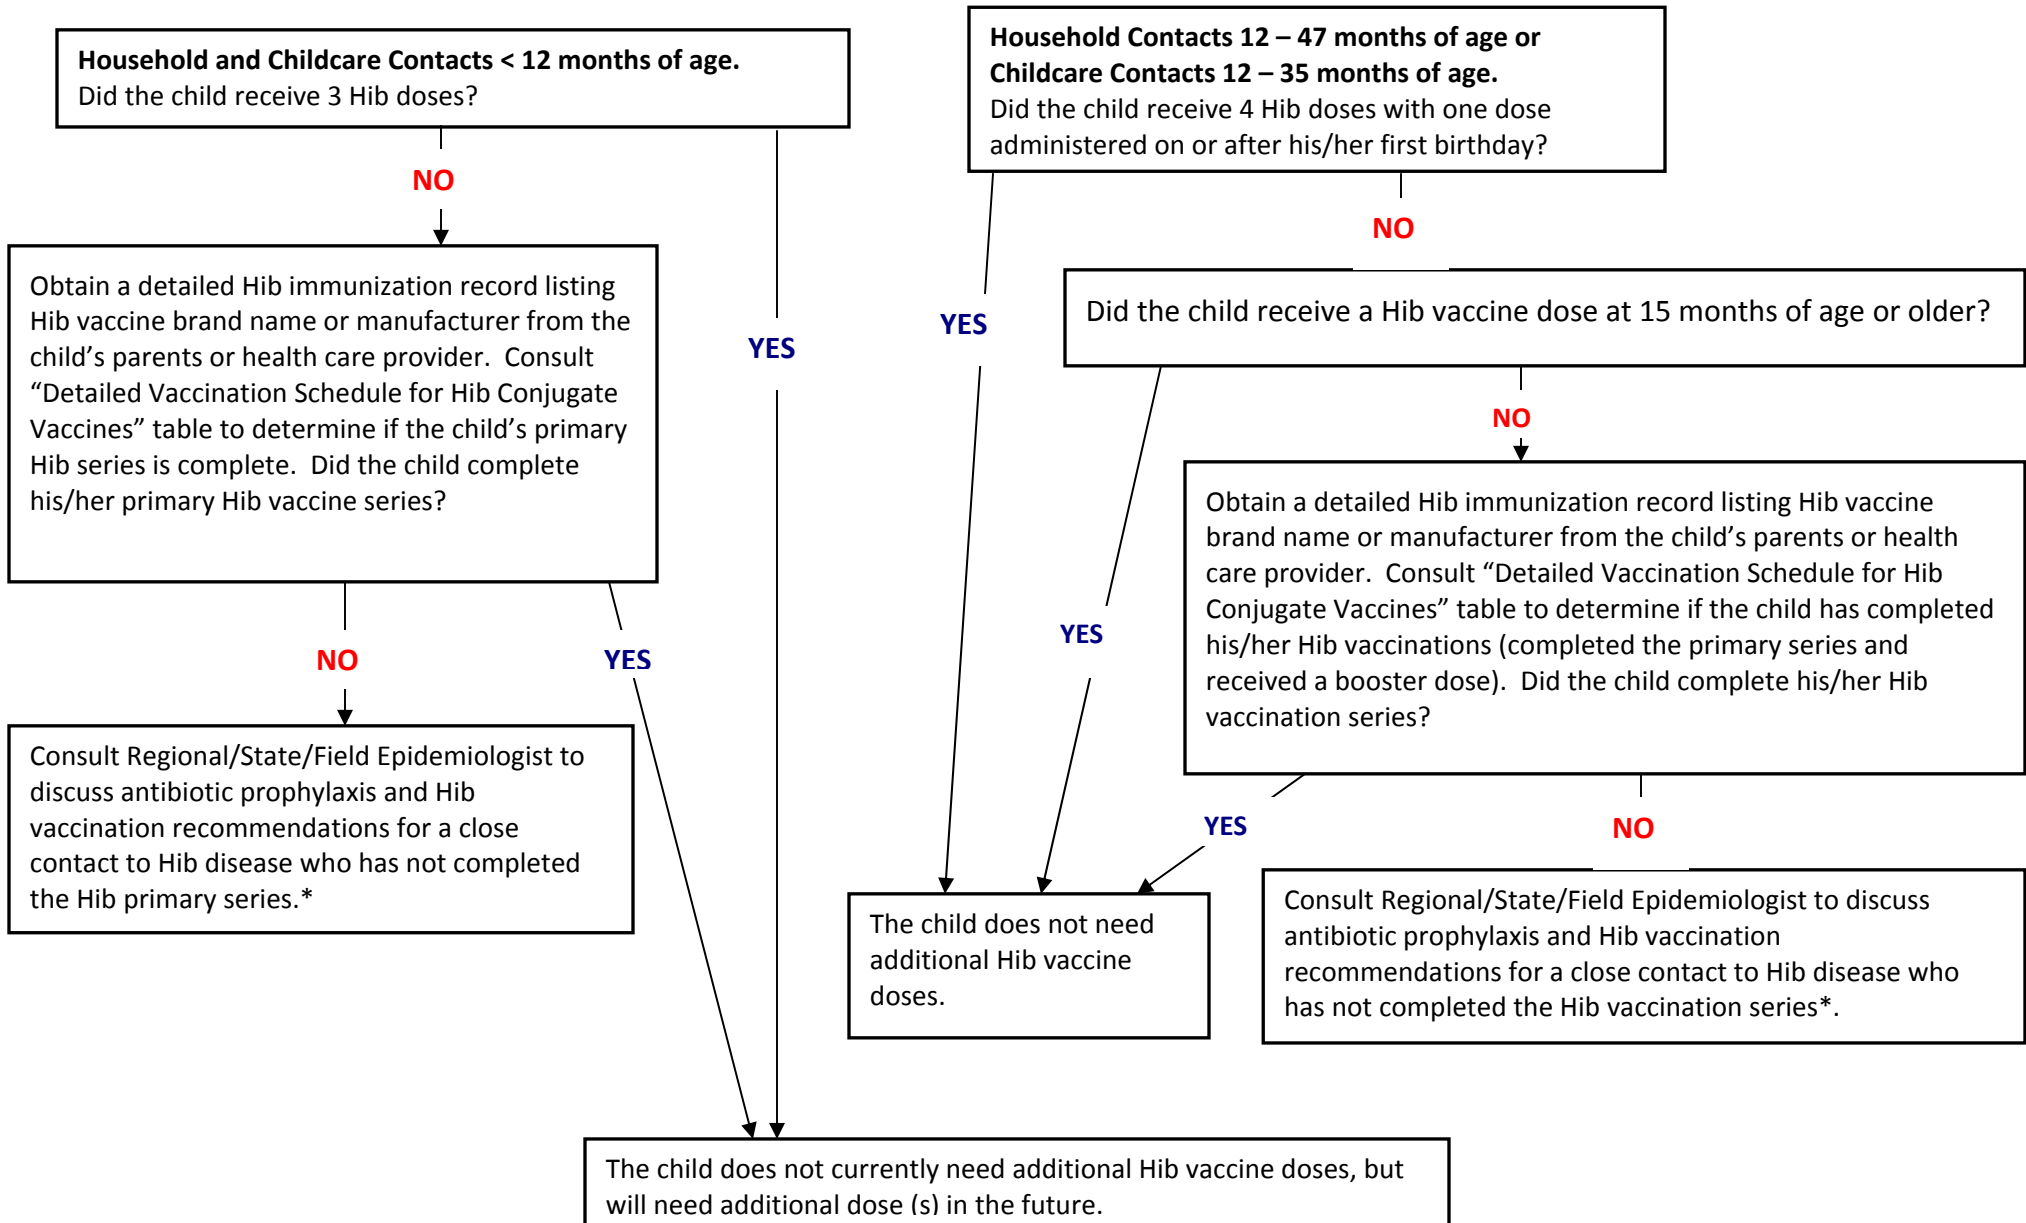 Household and Childcare Contacts < 12 months of age.
Did the child receive 3 Hib doses?
NO
YES
Obtain a detailed Hib immunization record listing
Hib vaccine brand name or manufacturer from the
child’s parents or health care provider.  Consult
“Detailed Vaccination Schedule for Hib Conjugate
Vaccines” table to determine if the child’s primary
Hib series is complete.  Did the child complete
his/her primary Hib vaccine series?
NO
YES
Consult Regional/State/Field Epidemiologist to
discuss antibiotic prophylaxis and Hib
vaccination recommendations for a close
contact to Hib disease who has not completed
the Hib primary series.*
Household Contacts 12 – 47 months of age or
Childcare Contacts 12 – 35 months of age.
Did the child receive 4 Hib doses with one dose
administered on or after his/her first birthday?
NO
YES
Did the child receive a Hib vaccine dose at 15 months of age or older?
NO
YES
Obtain a detailed Hib immunization record listing Hib vaccine
brand name or manufacturer from the child’s parents or health
care provider.  Consult “Detailed Vaccination Schedule for Hib
Conjugate Vaccines” table to determine if the child has completed
his/her Hib vaccinations (completed the primary series and
received a booster dose).  Did the child complete his/her Hib
vaccination series?
YES
NO
The child does not need
additional Hib vaccine
doses.
Consult Regional/State/Field Epidemiologist to discuss
antibiotic prophylaxis and Hib vaccination
recommendations for a close contact to Hib disease who
has not completed the Hib vaccination series*.
The child does not currently need additional Hib vaccine doses, but
will need additional dose (s) in the future.